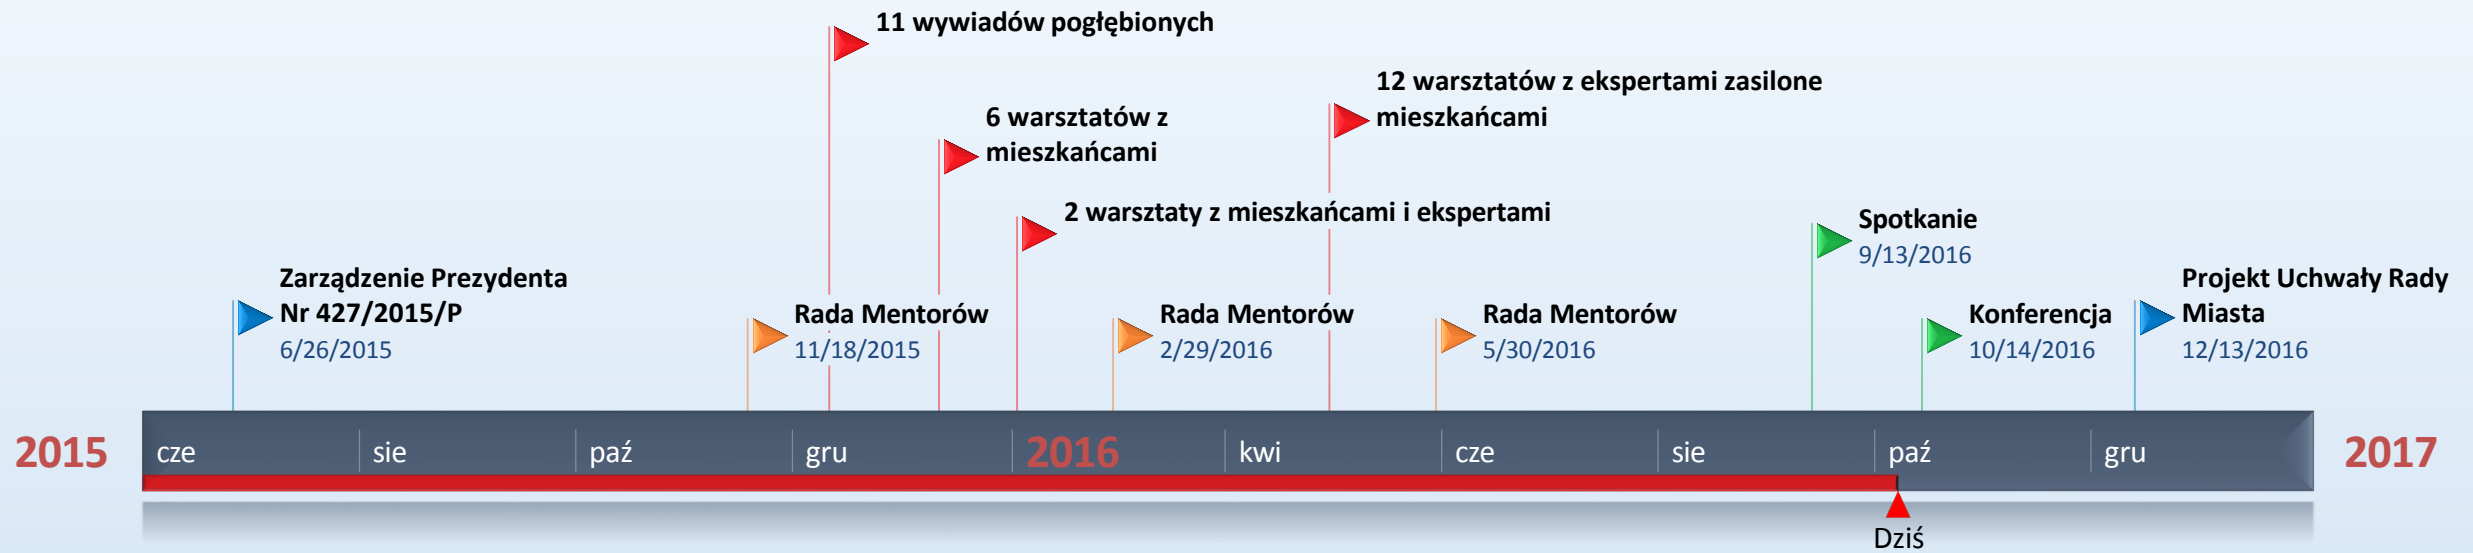 11 wywiadów pogłębionych
12 warsztatów z ekspertami zasilone
mieszkańcami
6 warsztatów z
mieszkańcami
2 warsztaty z mieszkańcami i ekspertami
Spotkanie
9/13/2016
Zarządzenie Prezydenta
Nr 427/2015/P
6/26/2015
Rada Mentorów
11/18/2015
Rada Mentorów
2/29/2016
Rada Mentorów
5/30/2016
Konferencja
10/14/2016
Projekt Uchwały Rady
Miasta
12/13/2016
2015 cze sie paź gru 2016 kwi cze sie paź gru 2017
Dziś